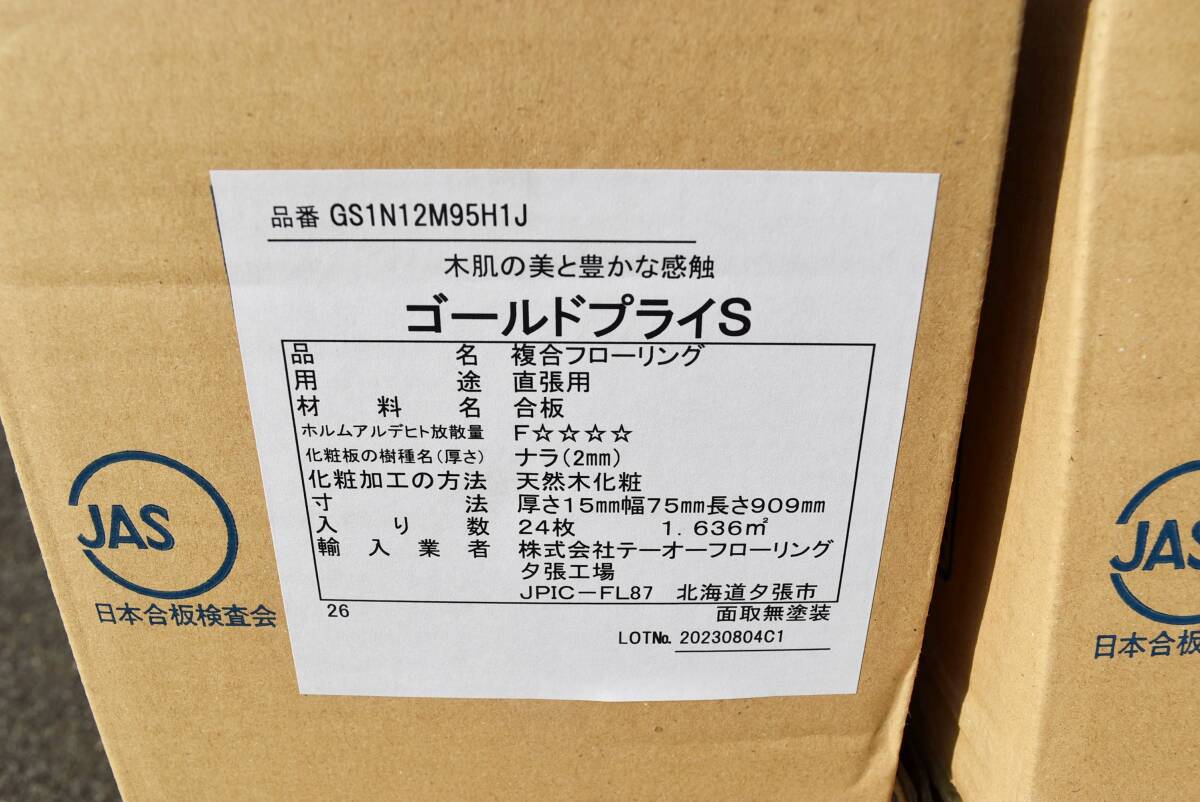 品番 GS1N12M95H1J
木肌の美と豊かな感触
ゴールドプライS
品名 複合フローリング
用途 直張用
材料名 合板
ホルムアルデヒト放散量 F☆☆☆☆
化粧板の樹種名(厚さ) ナラ(2mm)
化粧加工の方法 天然木化粧
寸法 厚さ15㎜幅75㎜長さ909㎜
入り数 24枚 1.636㎡
輸入業者 株式会社テーオーフローリング
夕張工場
JPIC-FL87 北海道夕張市
26 面取無塗装
LOT№ 20230804C1
JAS
日本合板検査会
JAS
日本合板